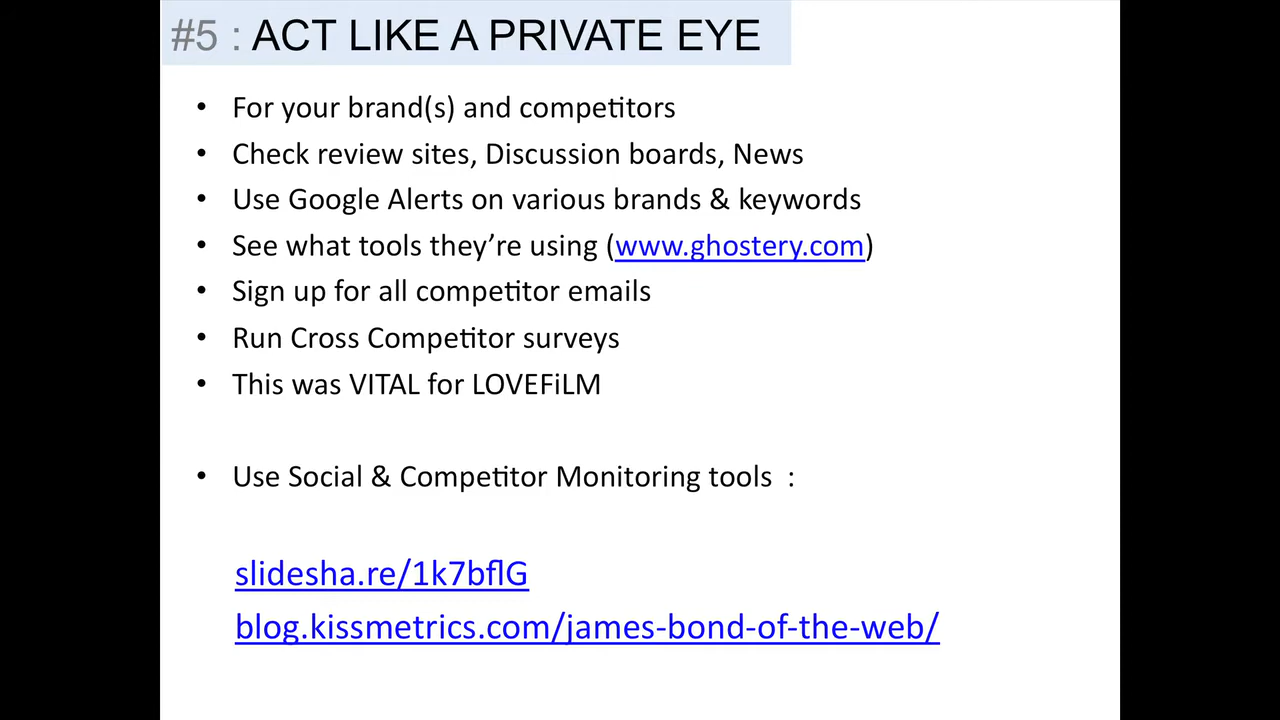 #5 : ACT LIKE A PRIVATE EYE
• For your brand(s) and competitors
• Check review sites, Discussion boards, News
• Use Google Alerts on various brands & keywords
• See what tools they’re using (www.ghostery.com)
• Sign up for all competitor emails
• Run Cross Competitor surveys
• This was VITAL for LOVEFiLM
• Use Social & Competitor Monitoring tools :
slidesha.re/1k7bflG
blog.kissmetrics.com/james-bond-of-the-web/